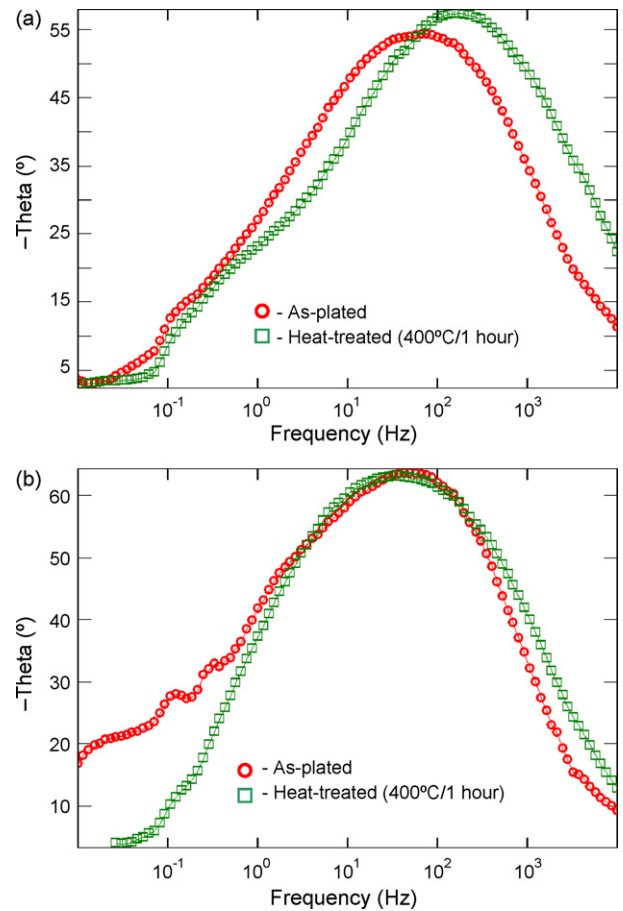 (a)
55
45
35
25
15
5
–Theta (º)
- As-plated
- Heat-treated (400ºC/1 hour)
10⁻¹ 10⁰ 10¹ 10² 10³
Frequency (Hz)
(b)
60
50
40
30
20
10
–Theta (º)
- As-plated
- Heat-treated (400ºC/1 hour)
10⁻¹ 10⁰ 10¹ 10² 10³
Frequency (Hz)